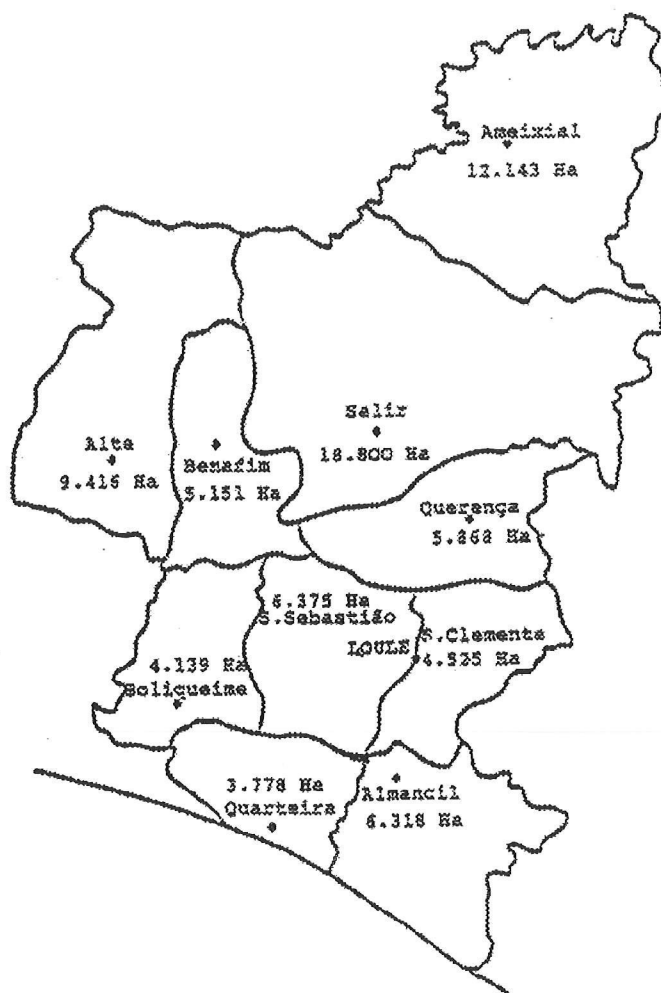 Ameixial
12.143 Ha
Salir
18.800 Ha
Alte
9.416 Ha
Benafim
5.151 Ha
Querença
5.868 Ha
6.375 Ha
S.Sebastião
LOULE
S.Clemente
4.535 Ha
4.139 Ha
Boliqueime
3.778 Ha
Quarteira
Almancil
6.318 Ha